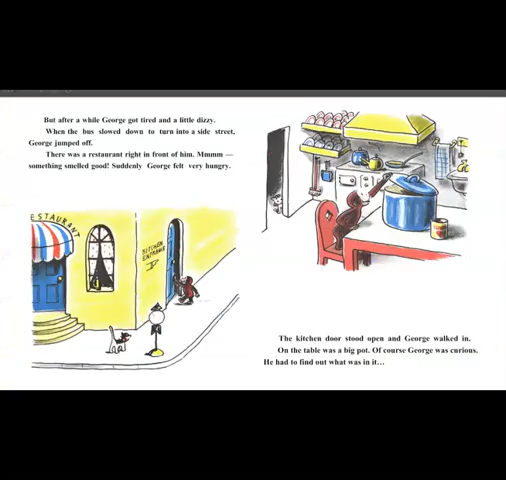 But after a while George got tired and a little dizzy.
When the bus slowed down to turn into a side street,
George jumped off.
There was a restaurant right in front of him. Mmmm —
something smelled good! Suddenly George felt very hungry.
ESTAURANT
KITCHEN
ENTRANCE
The kitchen door stood open and George walked in.
On the table was a big pot. Of course George was curious.
He had to find out what was in it...